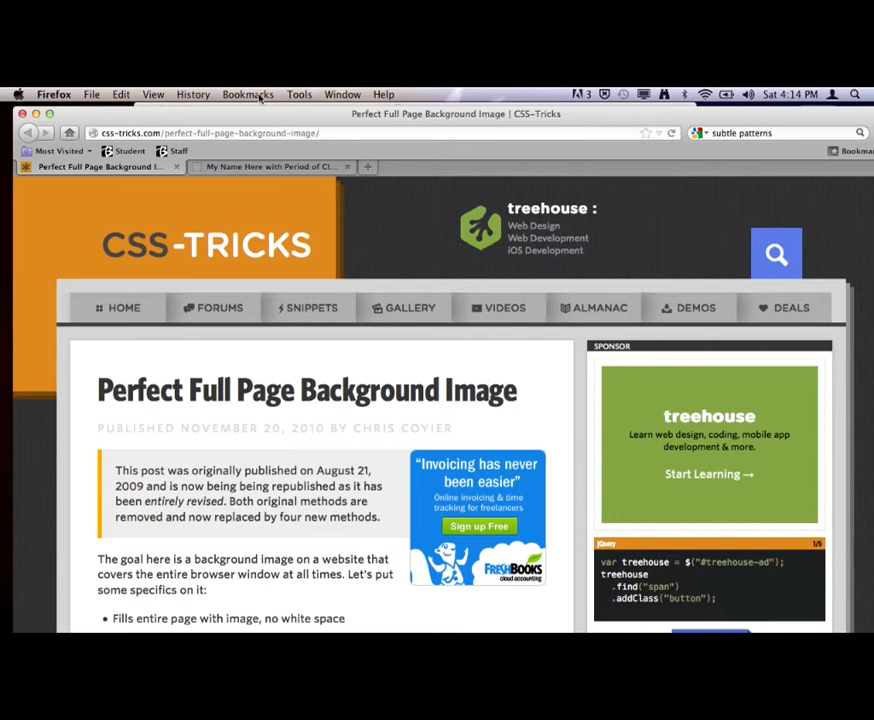 Firefox File Edit View History Bookmarks Tools Window Help 3 Sat 4:14 PM
Perfect Full Page Background Image | CSS-Tricks
css-tricks.com/perfect-full-page-background-image/ subtle patterns
Most Visited Student Staff Bookma
Perfect Full Page Background I... My Name Here with Period of Cl...
CSS-TRICKS
treehouse :
Web Design
Web Development
iOS Development
HOME FORUMS SNIPPETS GALLERY VIDEOS ALMANAC DEMOS DEALS
Perfect Full Page Background Image
PUBLISHED NOVEMBER 20, 2010 BY CHRIS COYIER
This post was originally published on August 21,
2009 and is now being being republished as it has
been entirely revised. Both original methods are
removed and now replaced by four new methods.
The goal here is a background image on a website that
covers the entire browser window at all times. Let's put
some specifics on it:
• Fills entire page with image, no white space
"Invoicing has never
been easier"
Online invoicing & time
tracking for freelancers
Sign up Free
FRESHBOOKS
cloud accounting
SPONSOR
treehouse
Learn web design, coding, mobile app
development & more.
Start Learning →
jQuery 1/5
var treehouse = $("#treehouse-ad");
treehouse
.find("span")
.addClass("button");